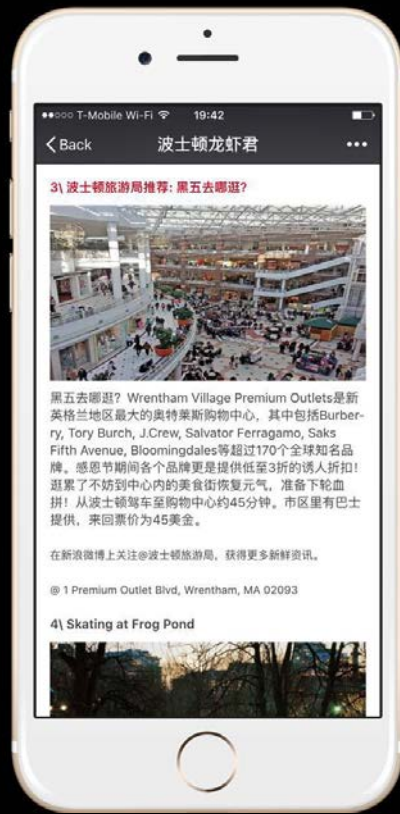 T-Mobile Wi-Fi 19:42
Back 波士顿龙虾君
3\ 波士顿旅游局推荐: 黑五去哪逛?
黑五去哪逛? Wrentham Village Premium Outlets是新
英格兰地区最大的奥特莱斯购物中心, 其中包括Burber-
ry, Tory Burch, J.Crew, Salvator Ferragamo, Saks
Fifth Avenue, Bloomingdales等超过170个全球知名品
牌。感恩节期间各个品牌更是提供低至3折的诱人折扣!
逛累了不妨到中心内的美食街恢复元气, 准备下轮血
拼! 从波士顿驾车至购物中心约45分钟。市区里有巴士
提供, 来回票价为45美金。
在新浪微博上关注@波士顿旅游局, 获得更多新鲜资讯。
@ 1 Premium Outlet Blvd, Wrentham, MA 02093
4\ Skating at Frog Pond